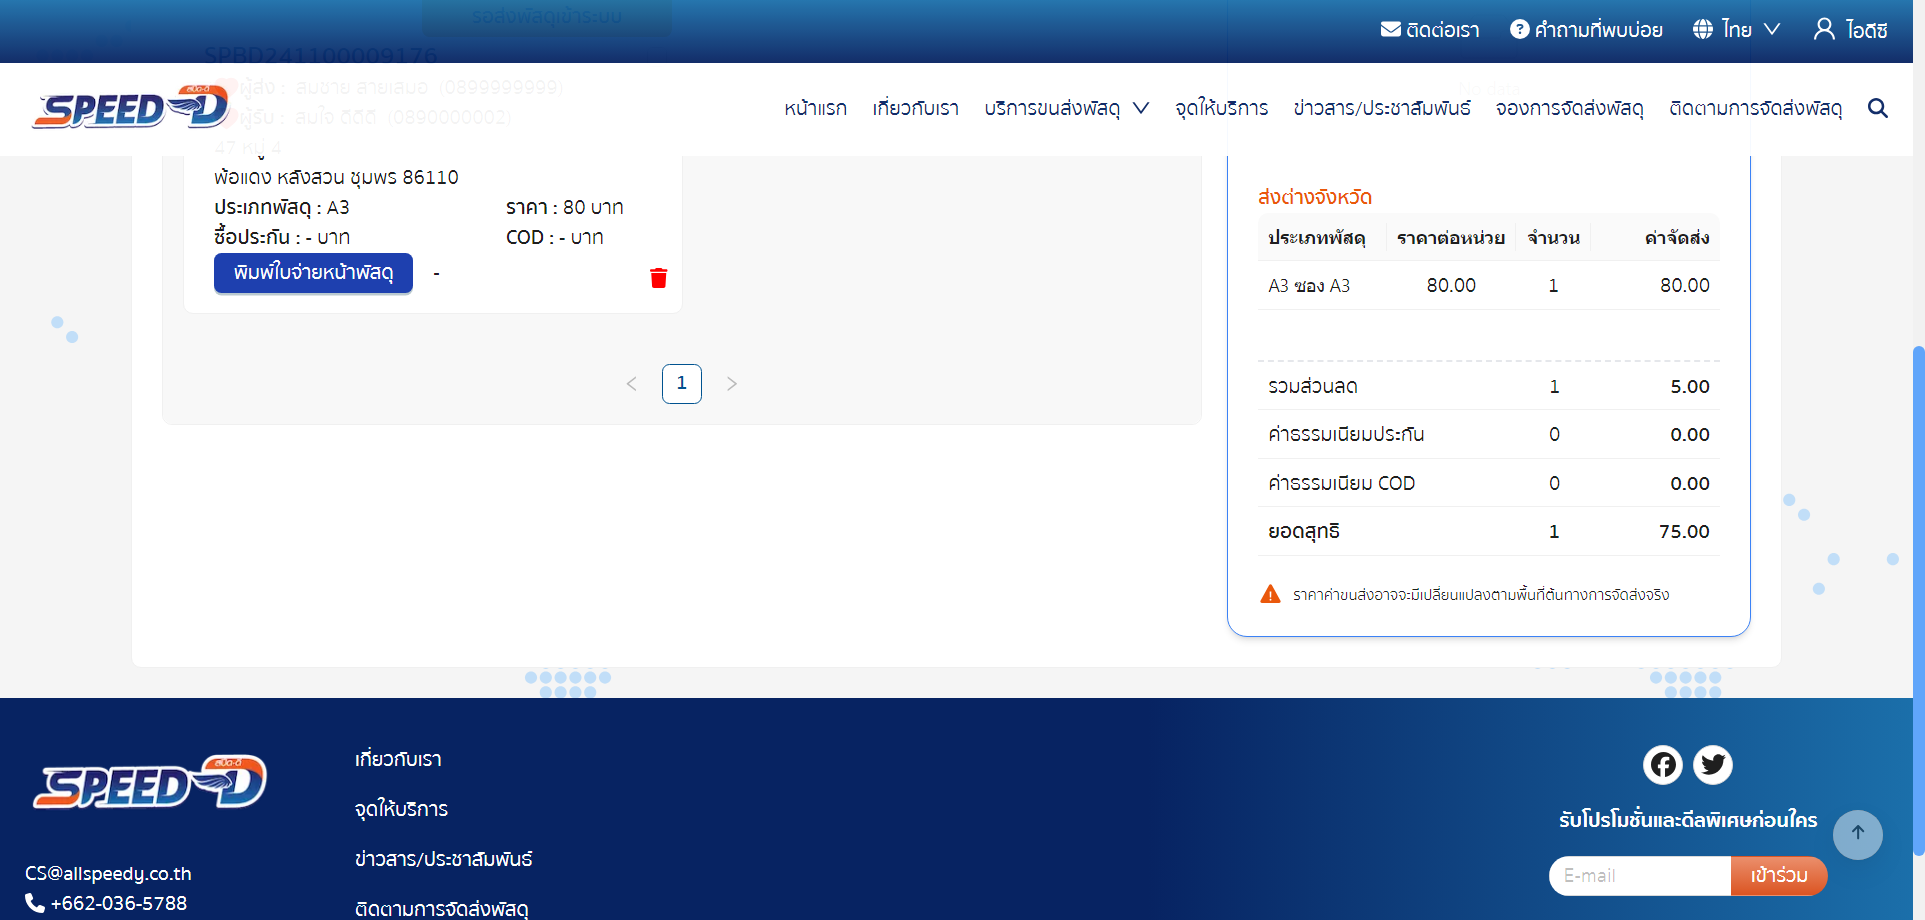 รอส่งพัสดุเข้าระบบ
ติดต่อเรา คำถามที่พบบ่อย ไทย ไอดีซี
SPBD241100009176
ผู้ส่ง : สมชาย สายเสมอ (0899999999)
ผู้รับ : สมใจ ดีดีดี (0890000002)
47 หมู่ 4
SPEED-D
สปีด-ดี
หน้าแรก เกี่ยวกับเรา บริการขนส่งพัสดุ จุดให้บริการ ข่าวสาร/ประชาสัมพันธ์ จองการจัดส่งพัสดุ ติดตามการจัดส่งพัสดุ
No data
พ้อแดง หลังสวน ชุมพร 86110
ประเภทพัสดุ : A3 ราคา : 80 บาท
ซื้อประกัน : - บาท COD : - บาท
พิมพ์ใบจ่ายหน้าพัสดุ -
1
ส่งต่างจังหวัด
ประเภทพัสดุ ราคาต่อหน่วย จำนวน ค่าจัดส่ง
A3 ซอง A3 80.00 1 80.00
รวมส่วนลด 1 5.00
ค่าธรรมเนียมประกัน 0 0.00
ค่าธรรมเนียม COD 0 0.00
ยอดสุทธิ 1 75.00
ราคาค่าขนส่งอาจจะมีเปลี่ยนแปลงตามพื้นที่ต้นทางการจัดส่งจริง
SPEED-D
สปีด-ดี
CS@allspeedy.co.th
+662-036-5788
เกี่ยวกับเรา
จุดให้บริการ
ข่าวสาร/ประชาสัมพันธ์
ติดตามการจัดส่งพัสดุ
รับโปรโมชั่นและดีลพิเศษก่อนใคร
E-mail เข้าร่วม